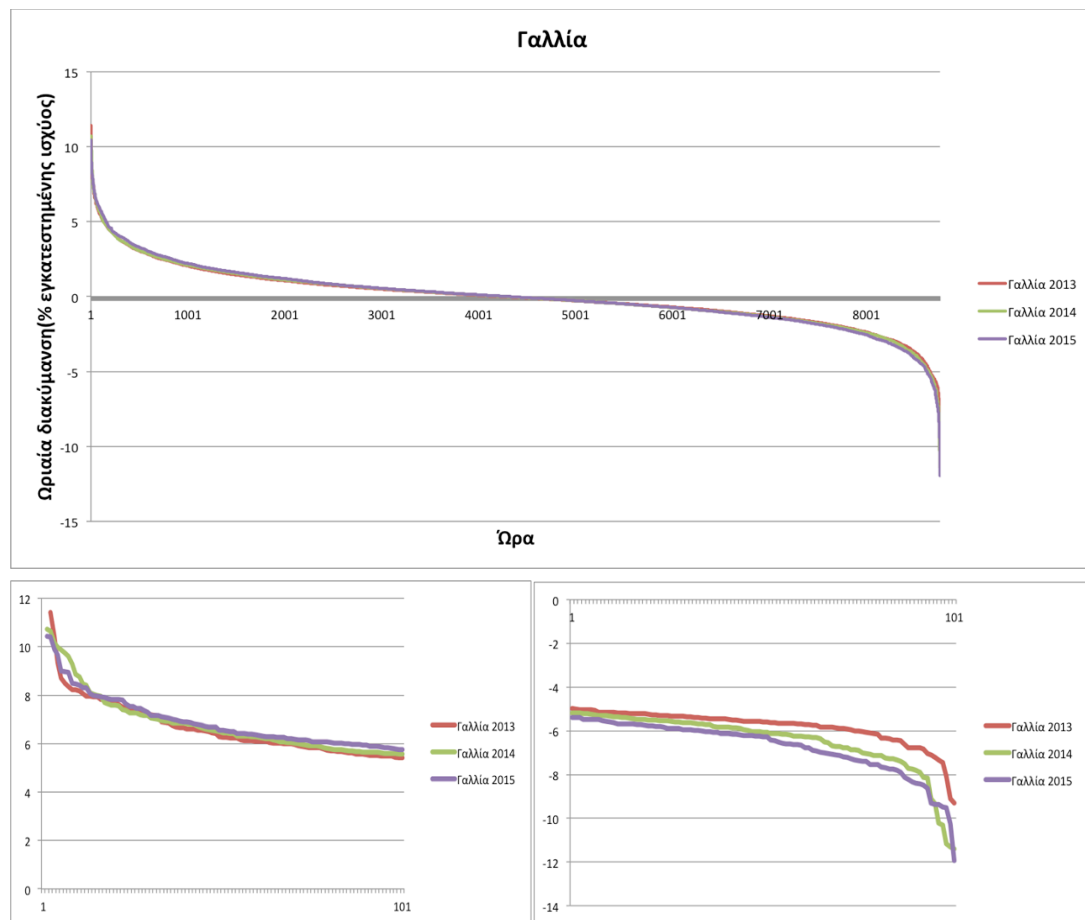 Γαλλία
Ωριαία διακύμανση(% εγκατεστημένης ισχύος)
15
10
5
0
-5
-10
-15
1 1001 2001 3001 4001 5001 6001 7001 8001
Ώρα
Γαλλία 2013
Γαλλία 2014
Γαλλία 2015
12
10
8
6
4
2
0
1 101
Γαλλία 2013
Γαλλία 2014
Γαλλία 2015
0
-2
-4
-6
-8
-10
-12
-14
1 101
Γαλλία 2013
Γαλλία 2014
Γαλλία 2015